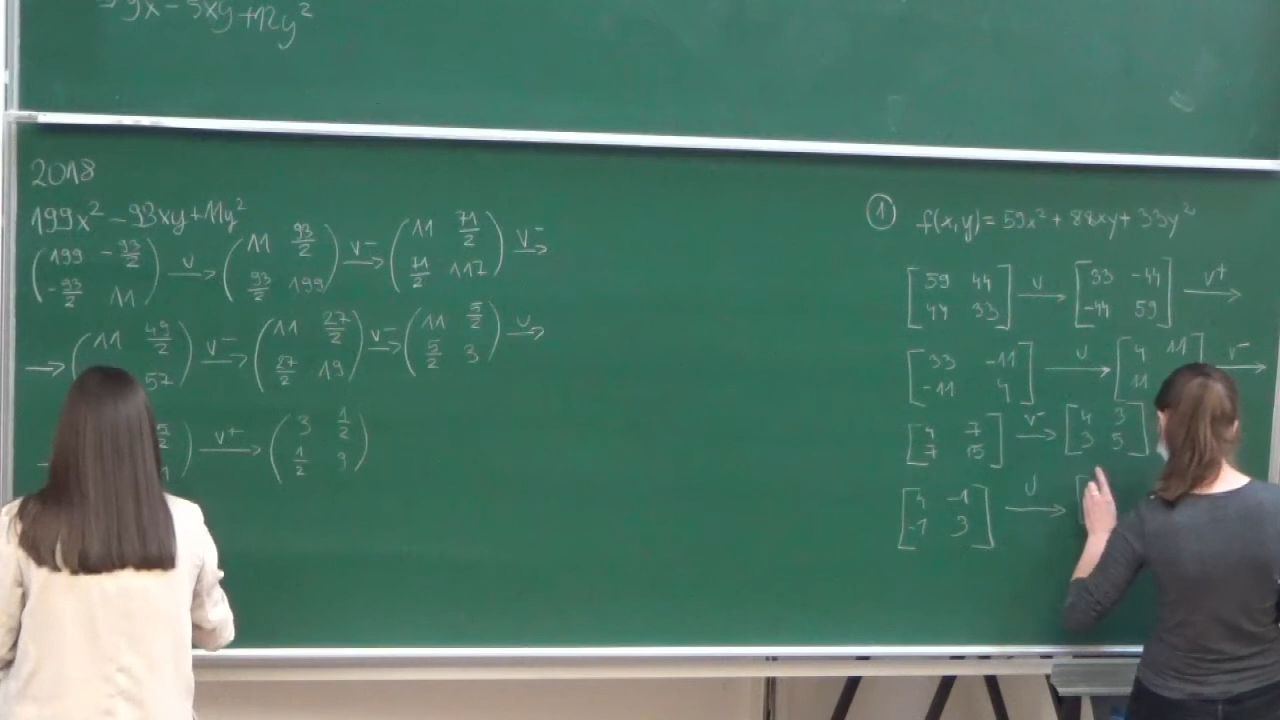 9x - 5xy + 12y²
2018
199x² - 93xy + 11y²
(199 -93/2; -93/2 11) →v (11 93/2; 93/2 199) →v⁻ (11 71/2; 71/2 117) →v⁻
→ (11 49/2; 57) →v⁻ (11 27/2; 27/2 19) →v⁻ (11 5/2; 5/2 3) →u
→v⁺ (3 1/2; 1/2 9)
① f(x,y) = 59x² + 88xy + 33y²
[59 44; 44 33] →U [33 -44; -44 59] →V⁺
[33 -11; -11 4] →U [4 11; 11 →V⁻
[4 7; 7 15] →V⁻ [4 3; 3 5]
[4 -1; -1 3] →U [